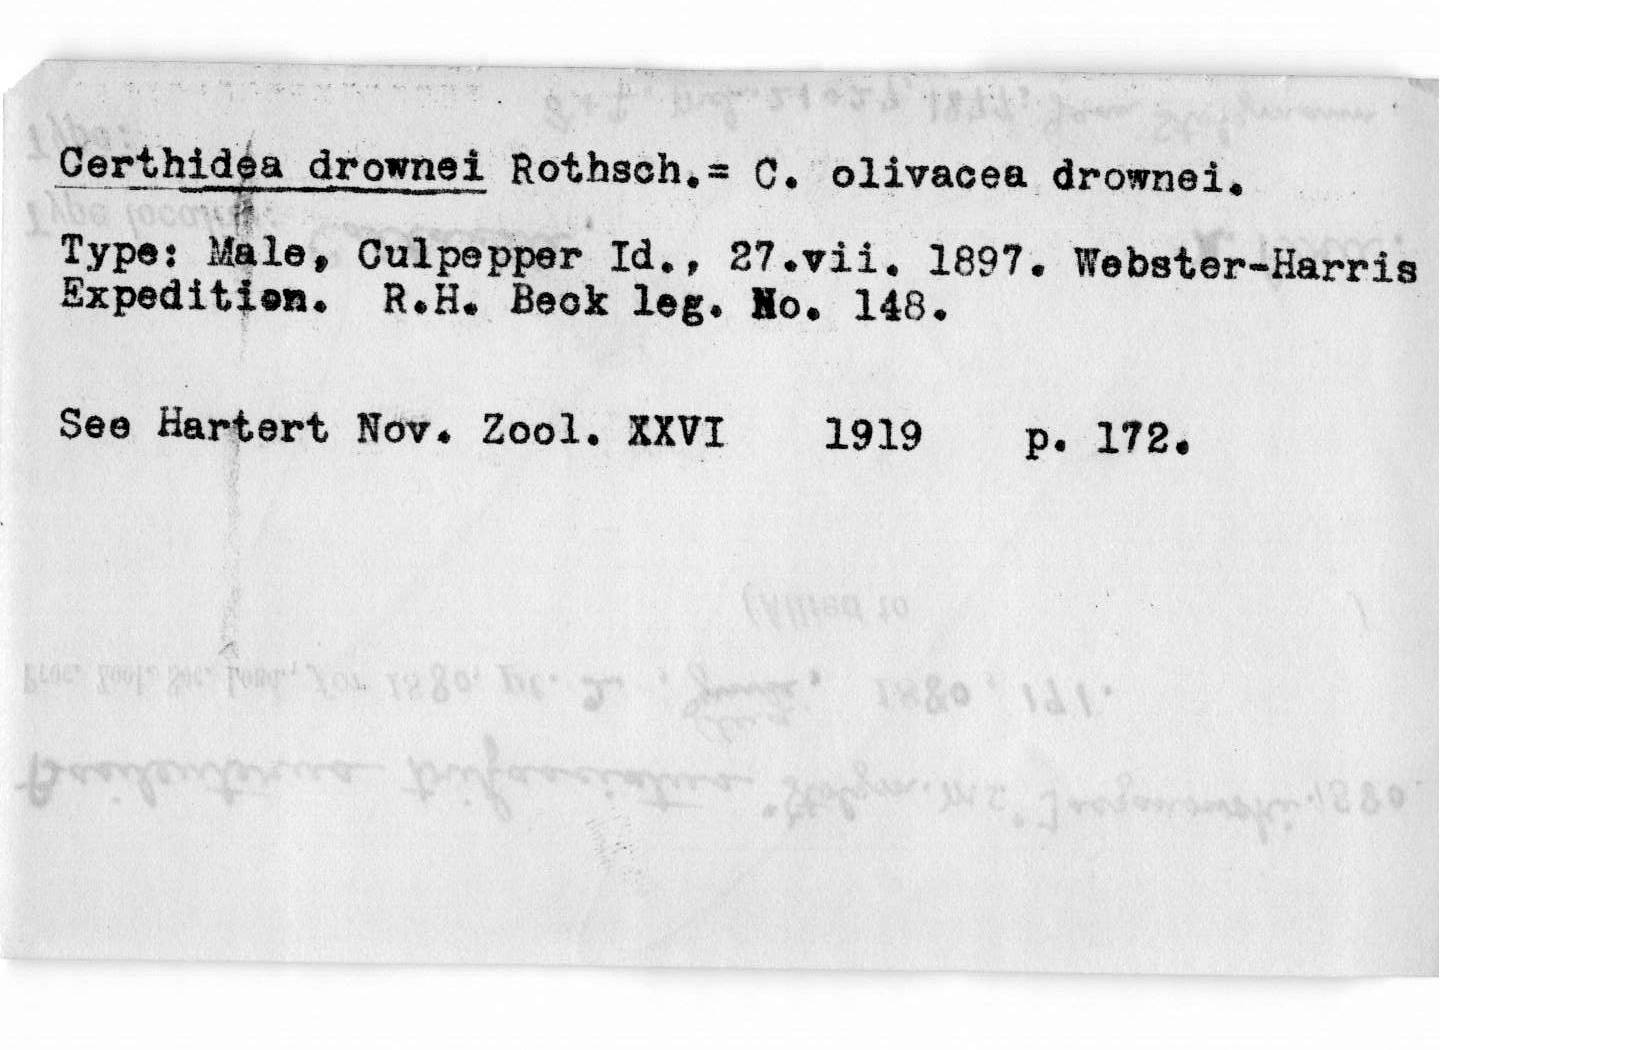 Certhidea drownei Rothsch.= C. olivacea drownei.
Type: Male, Culpepper Id., 27.vii. 1897. Webster-Harris
Expedition. R.H. Beck leg. No. 148.
See Hartert Nov. Zool. XXVI 1919 p. 172.